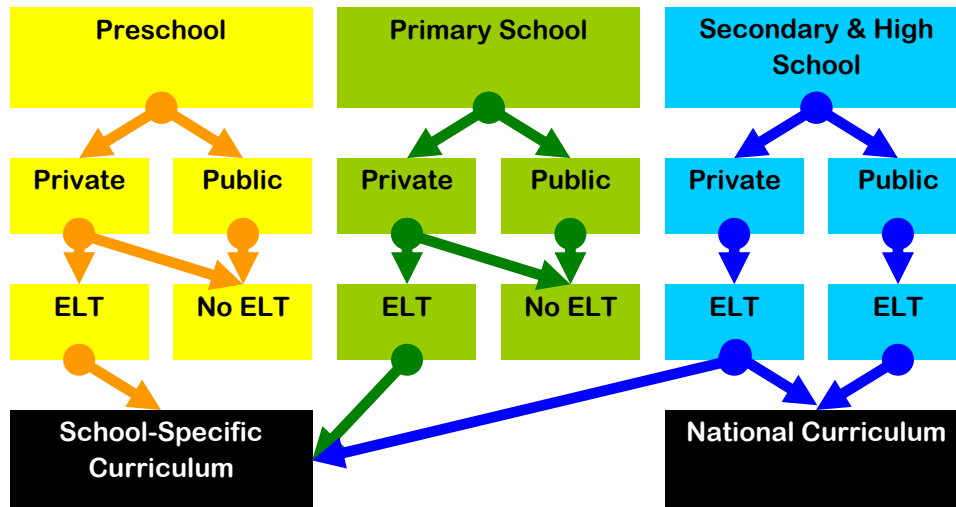 Preschool
Primary School
Secondary & High
School
Private
Public
Private
Public
Private
Public
ELT
No ELT
ELT
No ELT
ELT
ELT
School-Specific
Curriculum
National Curriculum